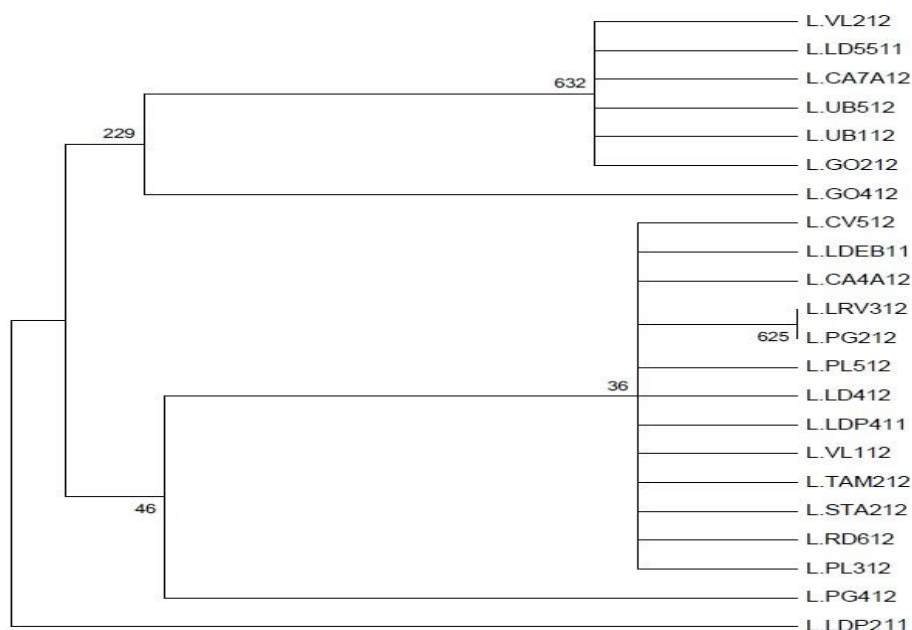 L.VL212
L.LD5511
632
L.CA7A12
L.UB512
229
L.UB112
L.GO212
L.GO412
L.CV512
L.LDEB11
L.CA4A12
L.LRV312
625
L.PG212
L.PL512
36
L.LD412
L.LDP411
L.VL112
L.TAM212
46
L.STA212
L.RD612
L.PL312
L.PG412
L.LDP211